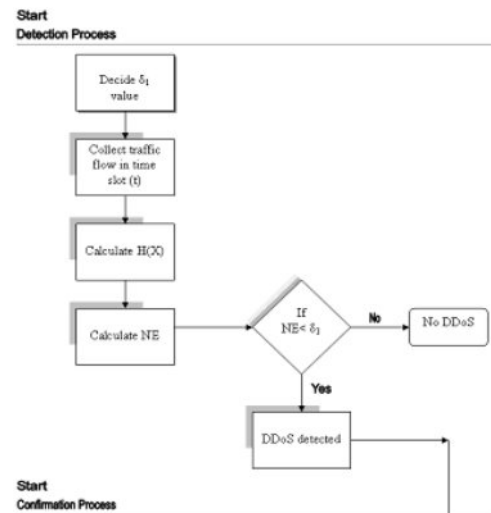 Start
Detection Process
Decide δ1
value
Collect traffic
flow in time
slot (t)
Calculate H(X)
Calculate NE
If
NE< δ1
No
No DDoS
Yes
DDoS detected
Start
Confirmation Process